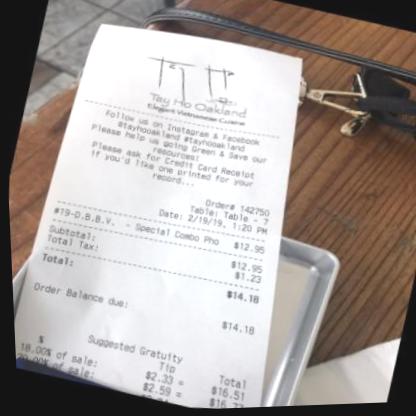 Tay Ho Oakland
Elegant Vietnamese Cuisine
Follow us on Instagram & Facebook
#tayhooakland #tayhooakland
Please help us going Green & Save our
resources!
Please ask for Credit Card Receipt
if you'd like one printed for your
record...
Order# 142750
Table: Table - 7
Date: 2/19/19, 1:20 PM
#19-D.B.B.V. - Special Combo Pho $12.95
Subtotal: $12.95
Total Tax: $1.23
Total: $14.18
Order Balance due: $14.18
Suggested Gratuity
% Tip Total
18.00% of sale: $2.33 = $16.51
20.00% of sale: $2.59 =